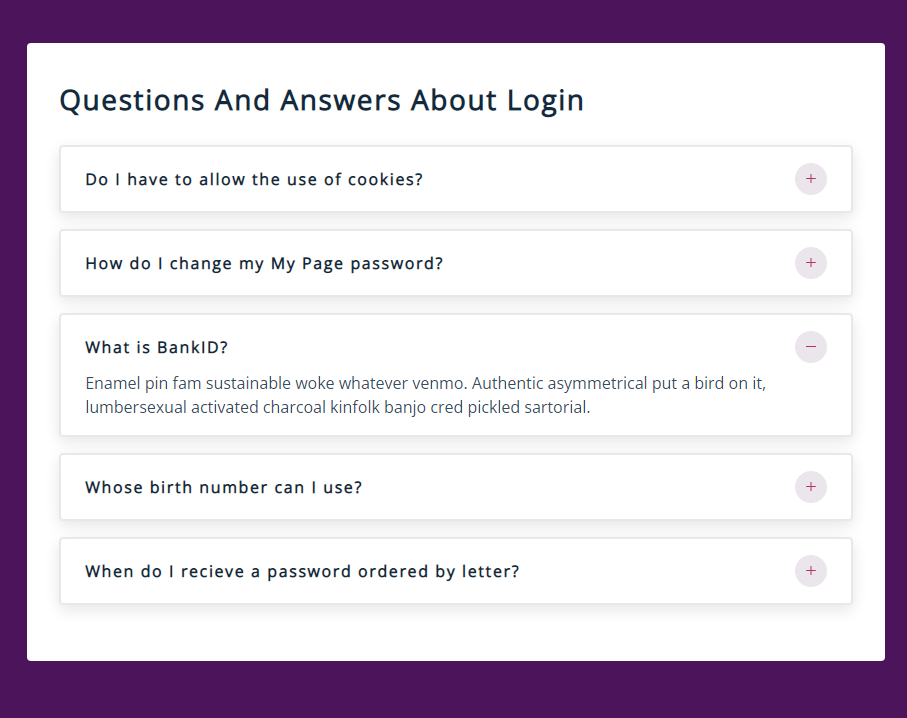 Questions And Answers About Login
Do I have to allow the use of cookies?
+
How do I change my My Page password?
+
What is BankID?
−
Enamel pin fam sustainable woke whatever venmo. Authentic asymmetrical put a bird on it,
lumbersexual activated charcoal kinfolk banjo cred pickled sartorial.
Whose birth number can I use?
+
When do I recieve a password ordered by letter?
+